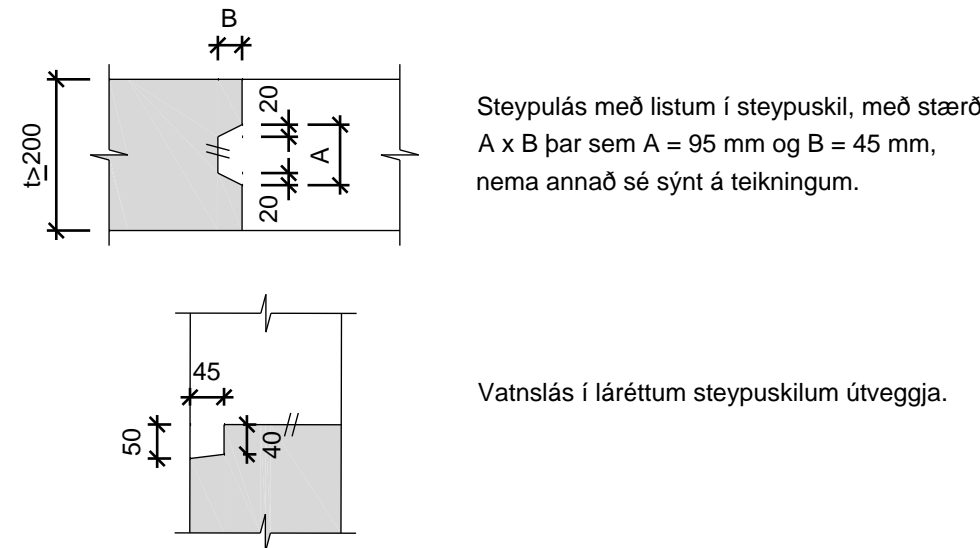 B
t≥200
20
A
20
Steypulás með listum í steypuskil, með stærð
A x B þar sem A = 95 mm og B = 45 mm,
nema annað sé sýnt á teikningum.
45
50
40
Vatnslás í láréttum steypuskilum útveggja.